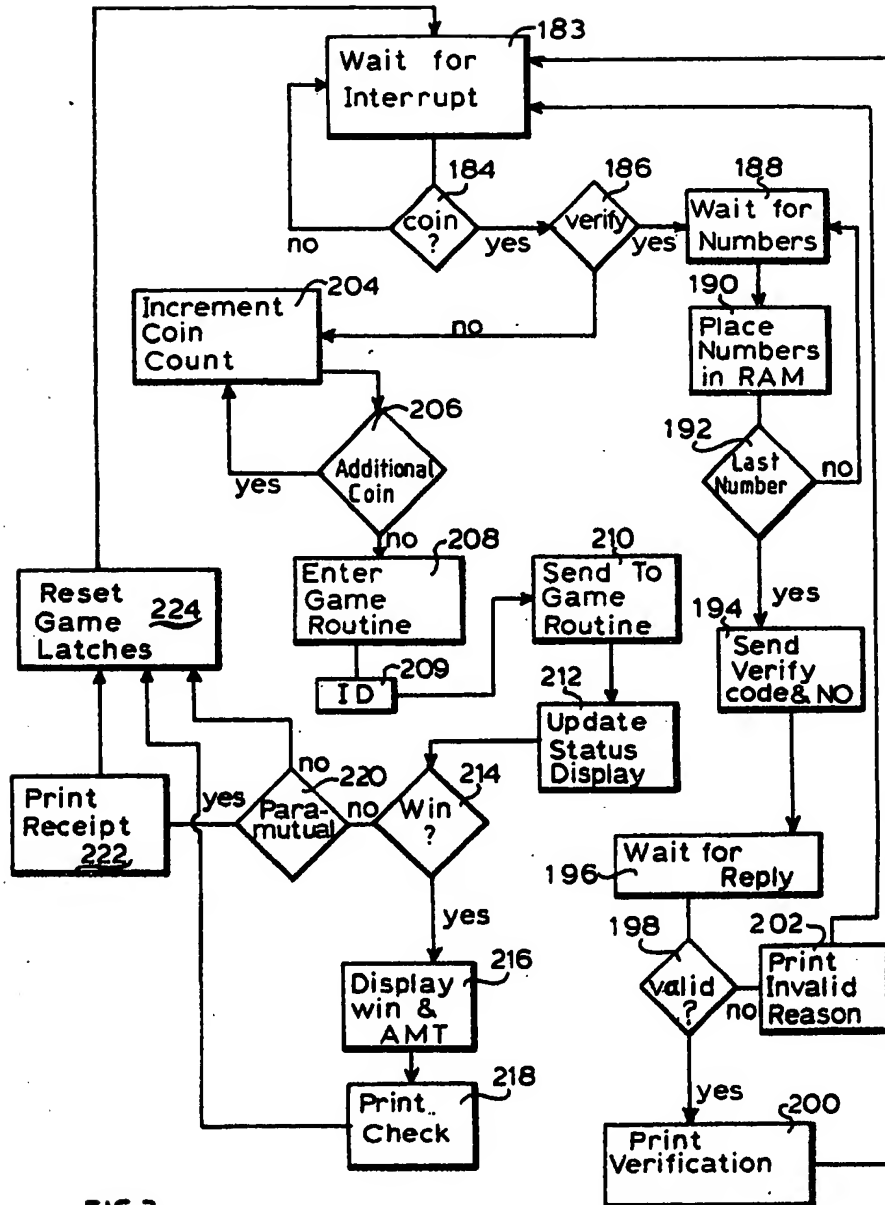 183
Wait for
Interrupt
184
coin
?
no
yes
186
verify
yes
no
188
Wait for
Numbers
190
Place
Numbers
in RAM
192
Last
Number
no
yes
204
Increment
Coin
Count
206
Additional
Coin
yes
no
208
Enter
Game
Routine
209
ID
210
Send To
Game
Routine
212
Update
Status
Display
194
Send
Verify
code&NO
Reset
Game
Latches
224
214
Win
?
no
yes
220
Para-
mutual
no
yes
Print
Receipt
222
196
Wait for
Reply
198
valid
?
no
yes
202
Print
Invalid
Reason
216
Display
win &
AMT
218
Print
Check
200
Print
Verification